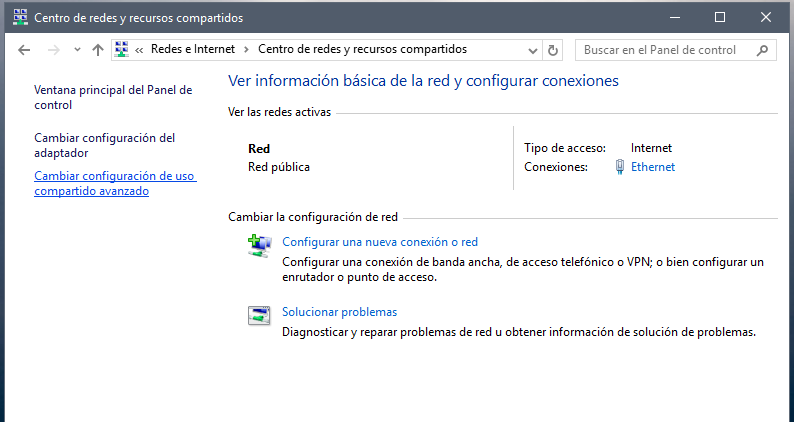 Centro de redes y recursos compartidos
Redes e Internet
Centro de redes y recursos compartidos
Buscar en el Panel de control
Ventana principal del Panel de
control
Cambiar configuración del
adaptador
Cambiar configuración de uso
compartido avanzado
Ver información básica de la red y configurar conexiones
Ver las redes activas
Red
Red pública
Tipo de acceso: Internet
Conexiones: Ethernet
Cambiar la configuración de red
Configurar una nueva conexión o red
Configurar una conexión de banda ancha, de acceso telefónico o VPN; o bien configurar un
enrutador o punto de acceso.
Solucionar problemas
Diagnosticar y reparar problemas de red u obtener información de solución de problemas.